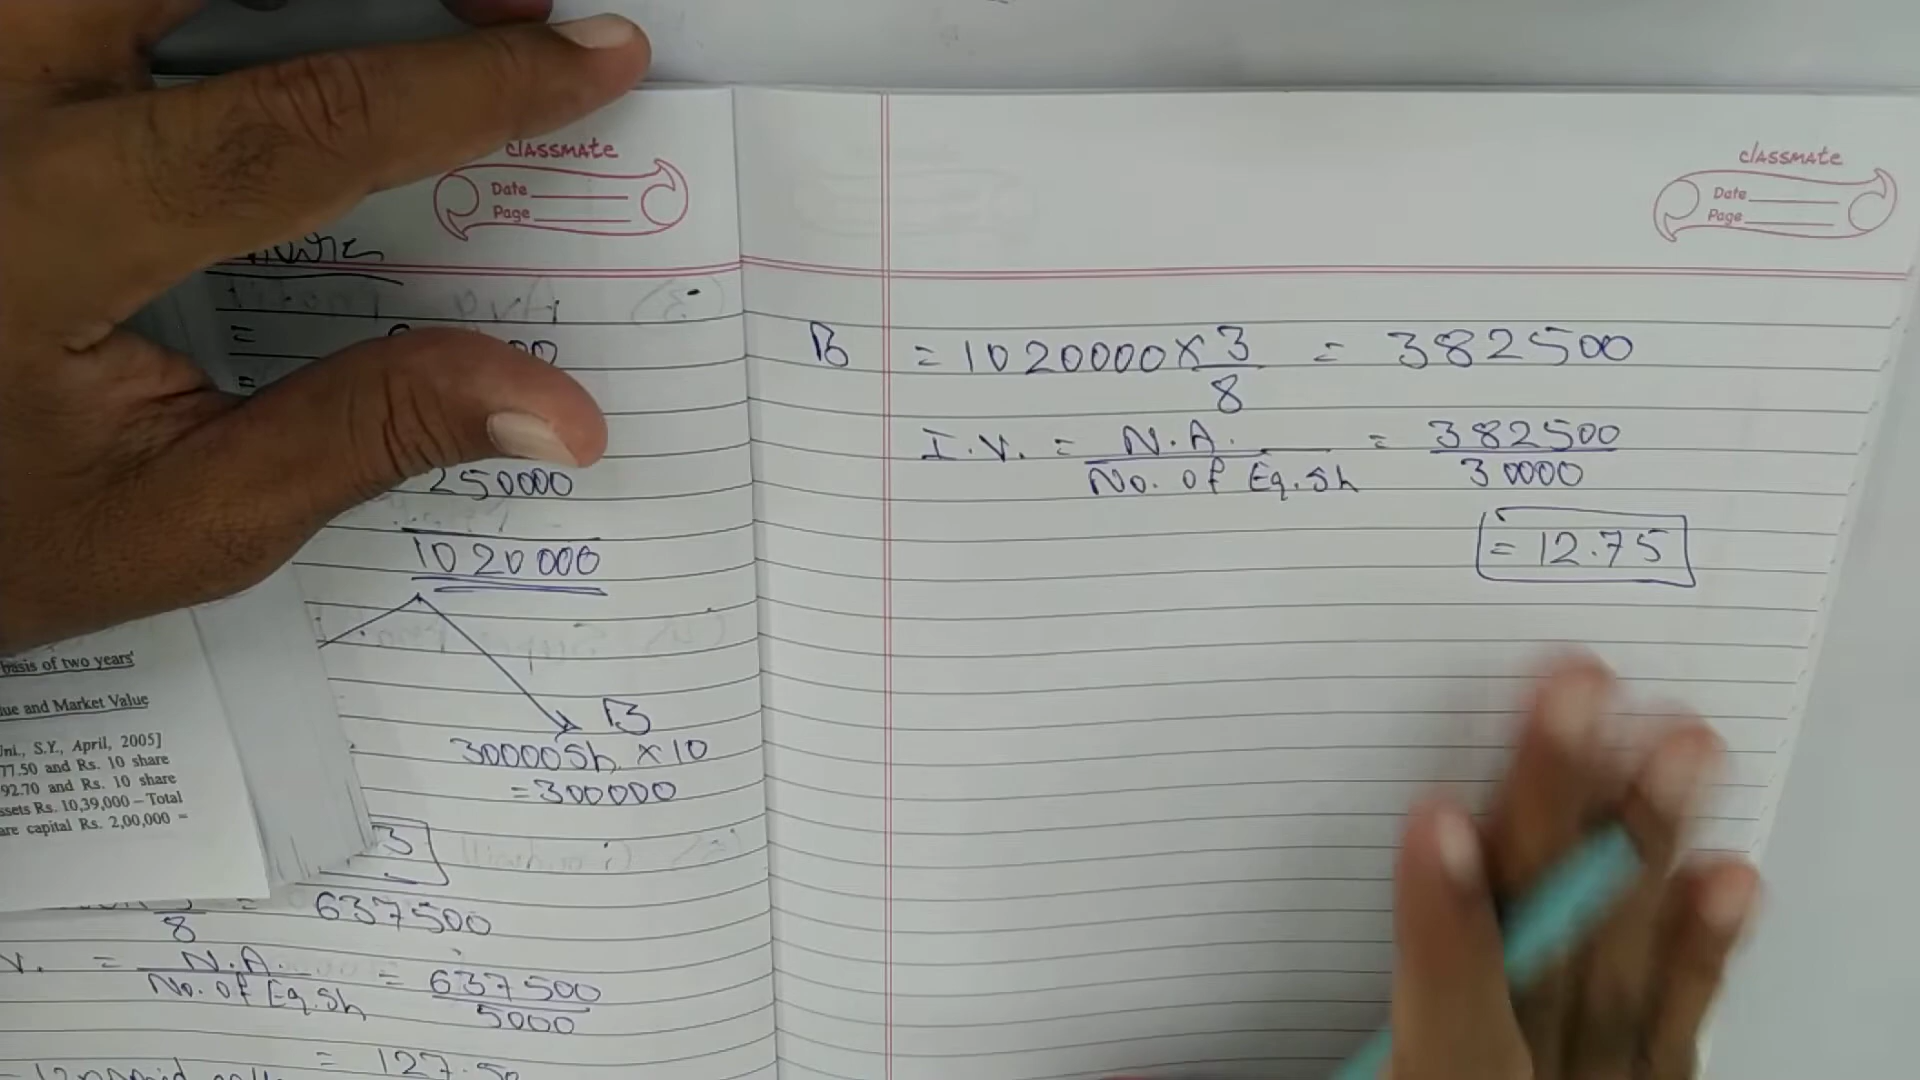 classmate
Date
Page
=
=
250000
1020000
B
30000 Sh. × 10
= 300000
basis of two years'
lue and Market Value
Uni., S.Y., April, 2005]
77.50 and Rs. 10 share
92.70 and Rs. 10 share
ssets Rs. 10,39,000 – Total
are capital Rs. 2,00,000 =
3
8 = 637500
V. = N.A. / No. of Eq. Sh = 637500 / 5000
= 127.50
classmate
Date
Page
B = 1020000 × 3/8 = 382500
I.V. = N.A. / No. of Eq. Sh = 382500 / 30000
= 12.75